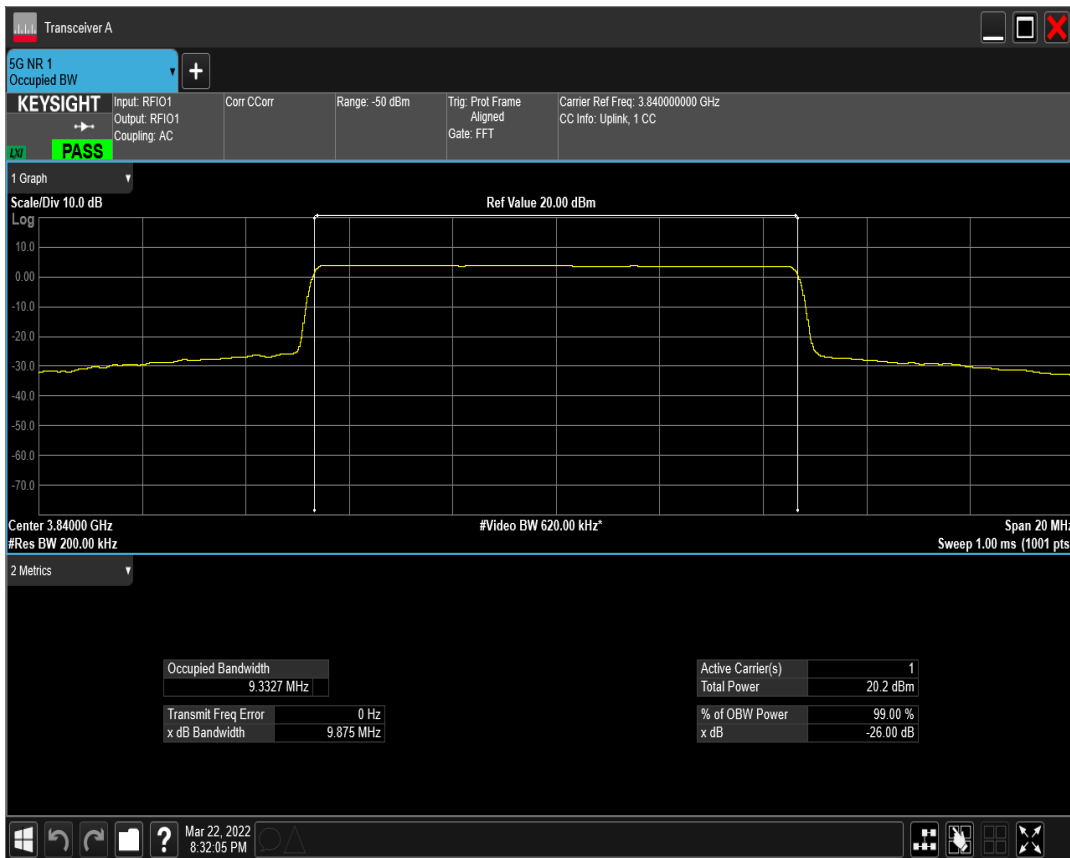 Transceiver A
5G NR 1
Occupied BW
+
KEYSIGHT
LXI
PASS
Input: RFIO1
Output: RFIO1
Coupling: AC
Corr CCorr
Range: -50 dBm
Trig: Prot Frame
Aligned
Gate: FFT
Carrier Ref Freq: 3.840000000 GHz
CC Info: Uplink, 1 CC
1 Graph
Scale/Div 10.0 dB
Ref Value 20.00 dBm
Log
10.0
0.00
-10.0
-20.0
-30.0
-40.0
-50.0
-60.0
-70.0
Center 3.84000 GHz
#Video BW 620.00 kHz*
Span 20 MHz
#Res BW 200.00 kHz
Sweep 1.00 ms (1001 pts
2 Metrics
Occupied Bandwidth
9.3327 MHz
Transmit Freq Error 0 Hz
x dB Bandwidth 9.875 MHz
Active Carrier(s) 1
Total Power 20.2 dBm
% of OBW Power 99.00 %
x dB -26.00 dB
?
Mar 22, 2022
8:32:05 PM